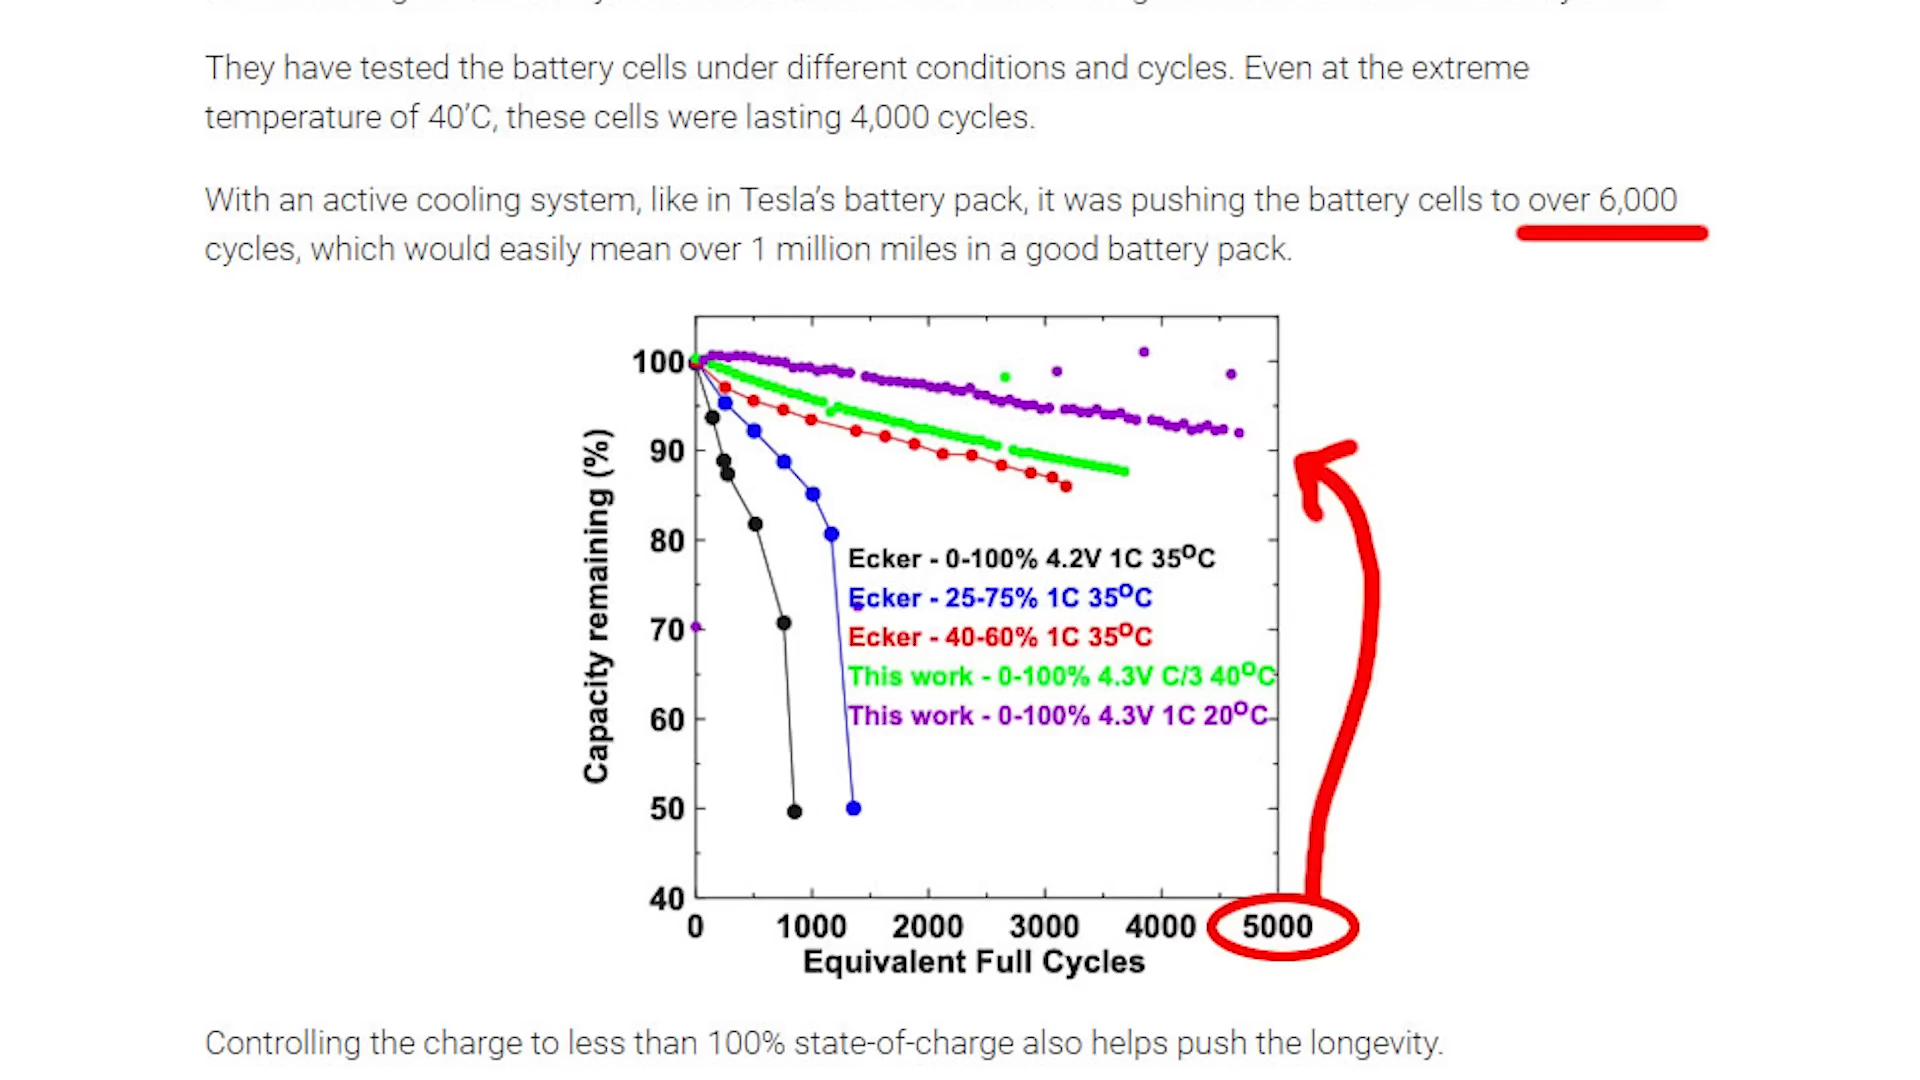 They have tested the battery cells under different conditions and cycles. Even at the extreme
temperature of 40'C, these cells were lasting 4,000 cycles.
With an active cooling system, like in Tesla's battery pack, it was pushing the battery cells to over 6,000
cycles, which would easily mean over 1 million miles in a good battery pack.
100
90
80
70
60
50
40
Capacity remaining (%)
Ecker - 0-100% 4.2V 1C 35ºC
Ecker - 25-75% 1C 35ºC
Ecker - 40-60% 1C 35ºC
This work - 0-100% 4.3V C/3 40ºC
This work - 0-100% 4.3V 1C 20ºC
0 1000 2000 3000 4000 5000
Equivalent Full Cycles
Controlling the charge to less than 100% state-of-charge also helps push the longevity.